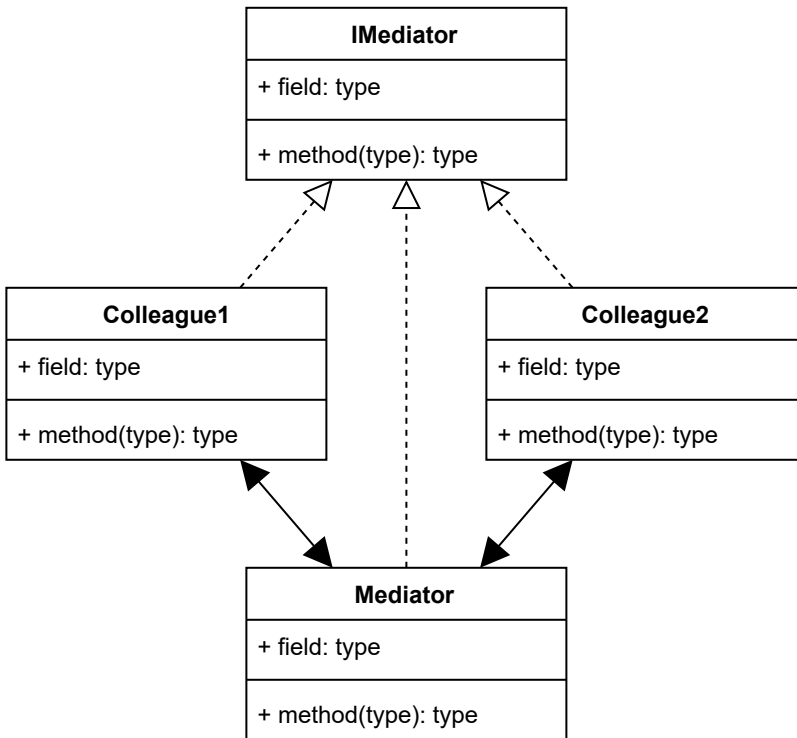 IMediator
+ field: type
+ method(type): type
Colleague1
+ field: type
+ method(type): type
Colleague2
+ field: type
+ method(type): type
Mediator
+ field: type
+ method(type): type